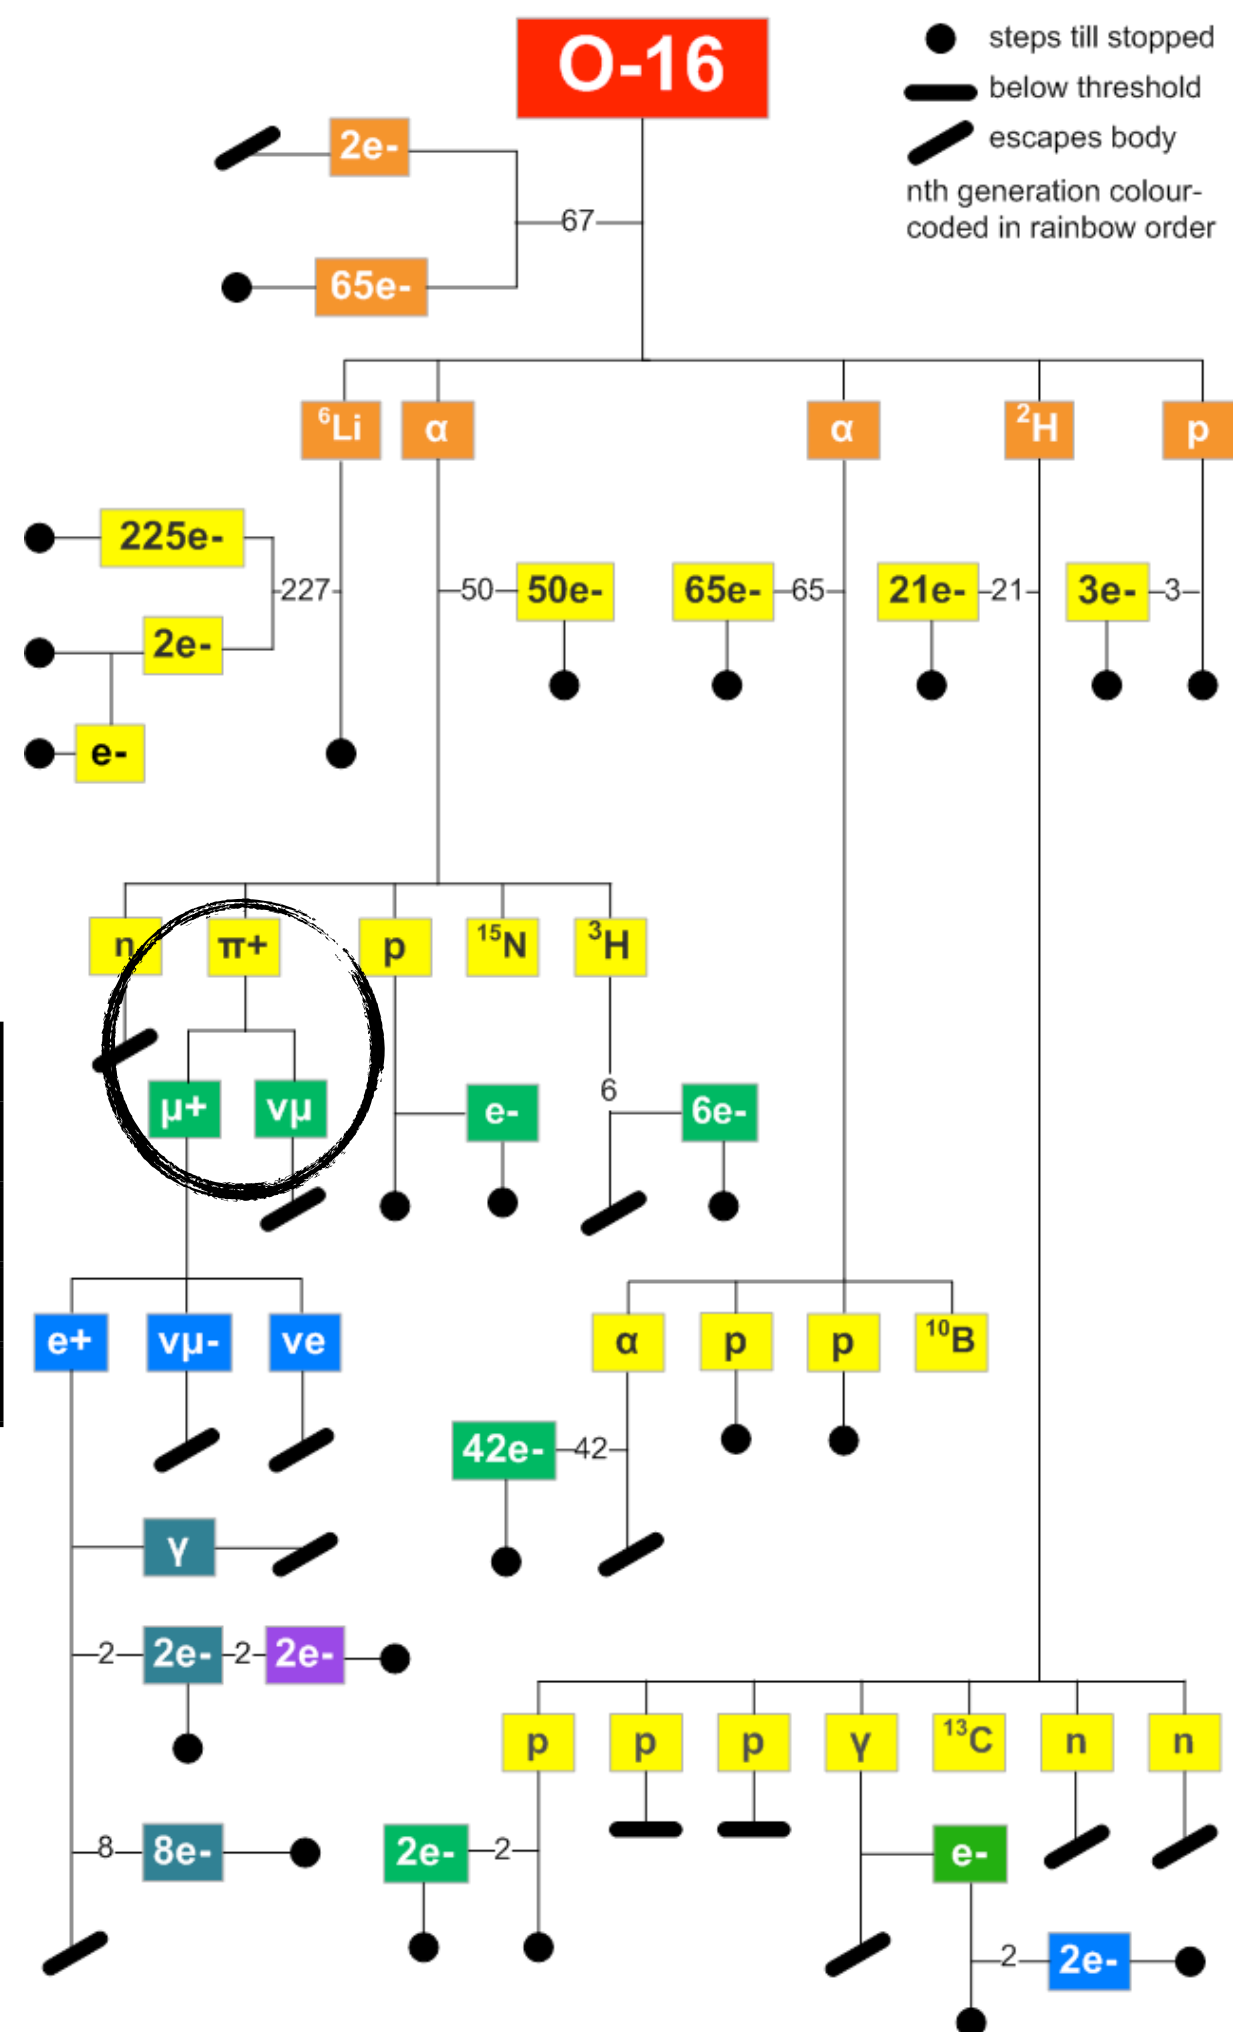 O-16
steps till stopped
below threshold
escapes body
nth generation colour-
coded in rainbow order
2e-
67
65e-
⁶Li
α
α
²H
p
225e-
227
50
50e-
65e-
65
21e-
21
3e-
3
2e-
e-
n
π+
p
¹⁵N
³H
μ+
νμ
e-
6
6e-
e+
νμ-
νe
α
p
p
¹⁰B
42e-
42
γ
2
2e-
2
2e-
p
p
p
γ
¹³C
n
n
8
8e-
2e-
2
e-
2
2e-